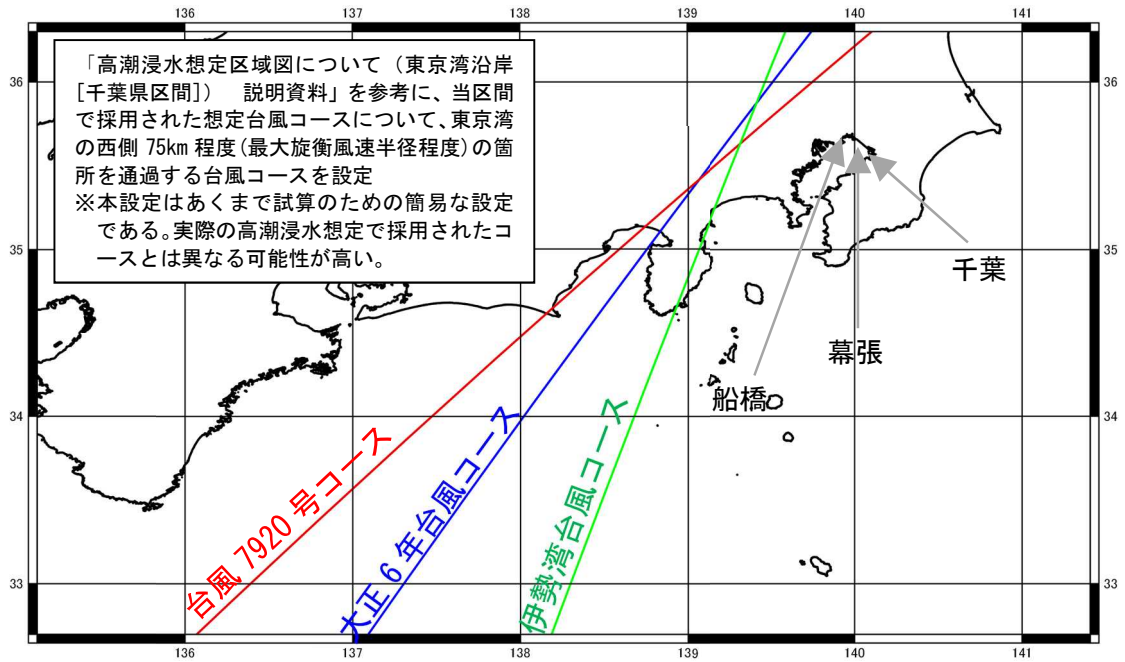 136 137 138 139 140 141
「高潮浸水想定区域図について（東京湾沿岸
[千葉県区間]）　説明資料」を参考に、当区間
で採用された想定台風コースについて、東京湾
の西側 75km 程度(最大旋衡風速半径程度)の箇
所を通過する台風コースを設定
※本設定はあくまで試算のための簡易な設定
である。実際の高潮浸水想定で採用されたコ
ースとは異なる可能性が高い。
36 36
35 35
千葉
幕張
船橋
34 34
台風 7920 号コース
大正 6 年台風コース
伊勢湾台風コース
33 33
136 137 138 139 140 141